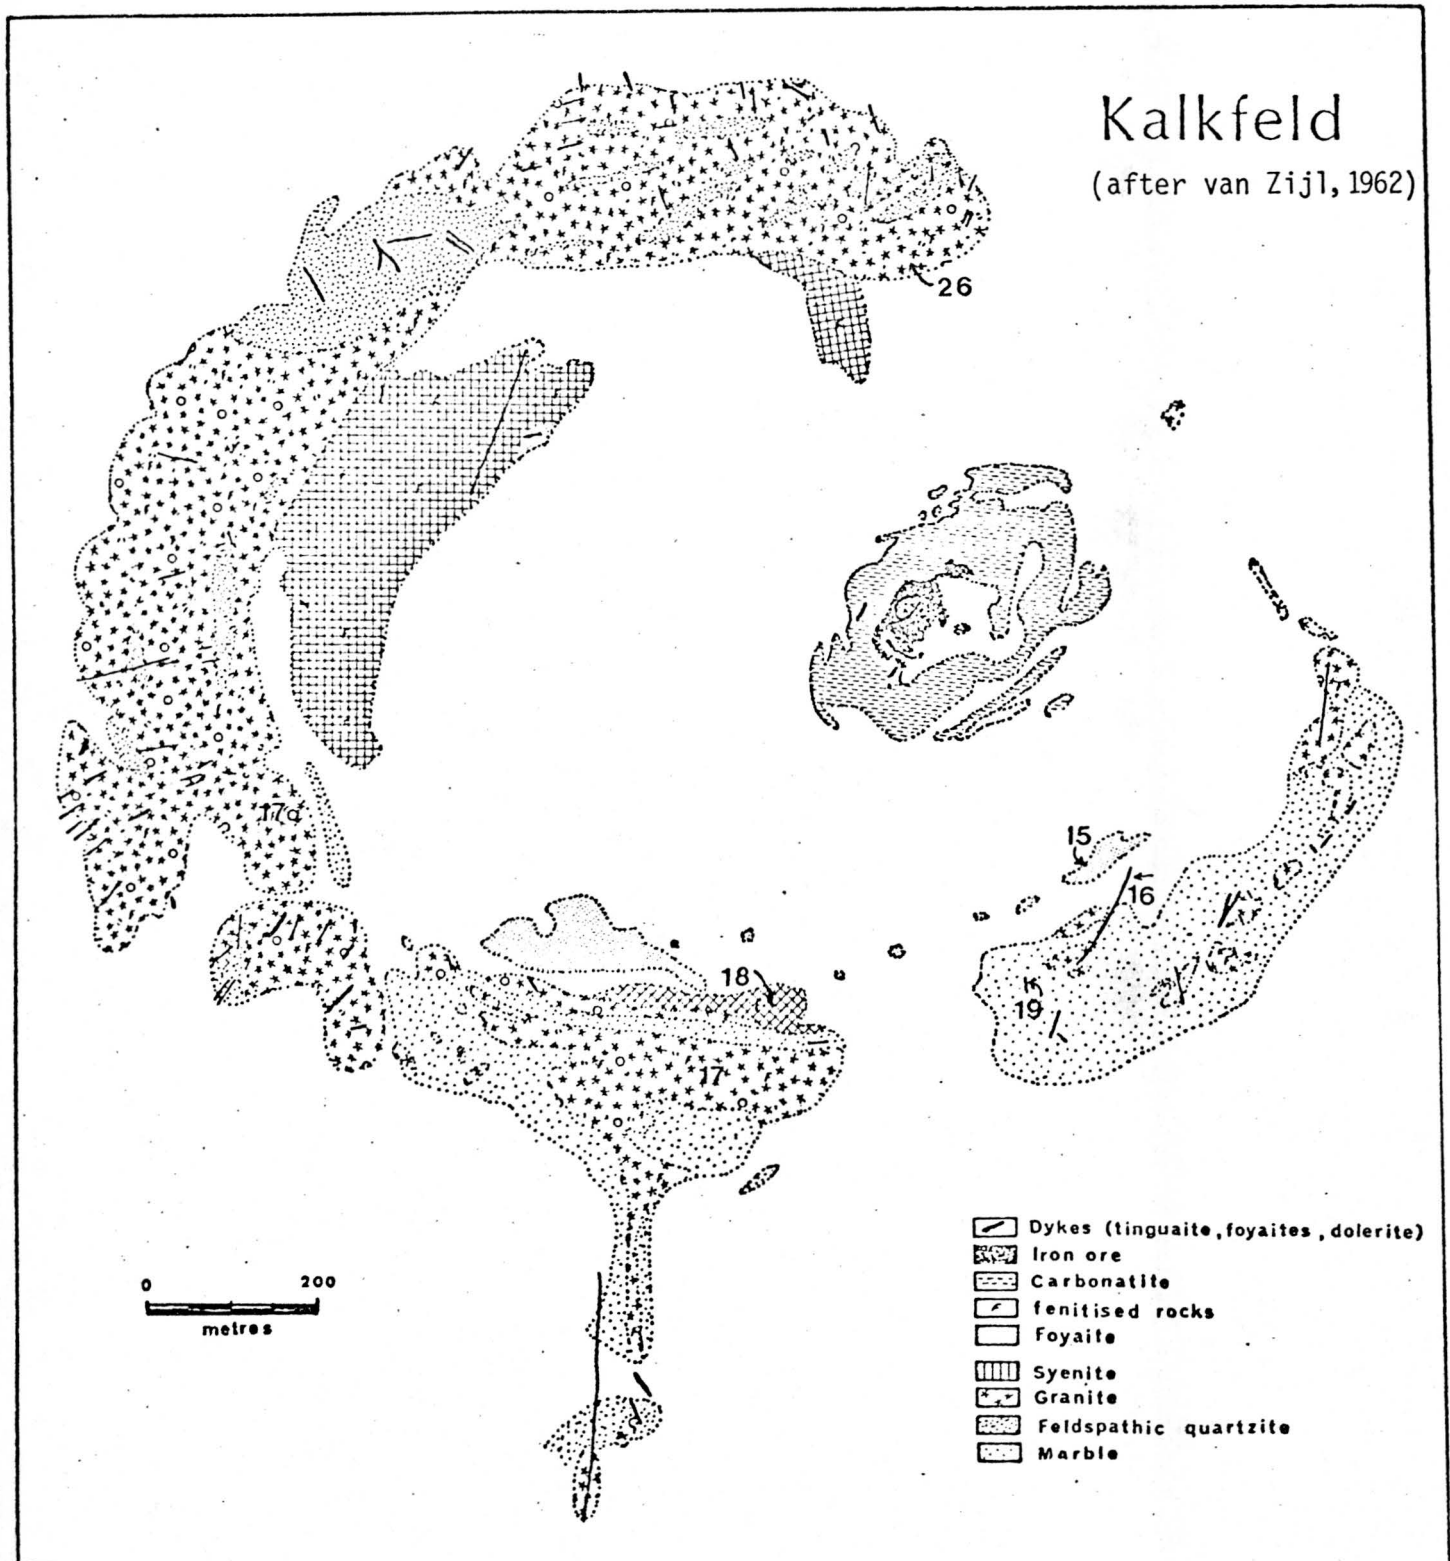 Kalkfeld
(after van Zijl, 1962)
26
17a
15
16
18
19
17
Dykes (tinguaite, foyaites, dolerite)
Iron ore
Carbonatite
fenitised rocks
Foyaite
Syenite
Granite
Feldspathic quartzite
Marble
0 200
metres